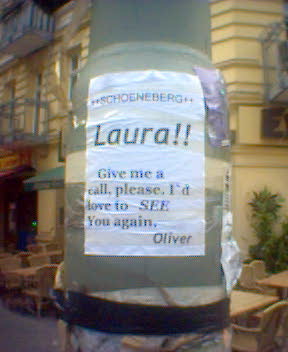 ++SCHOENEBERG++
Laura!!
Give me a
call, please. I`d
love to SEE
You again,
Oliver